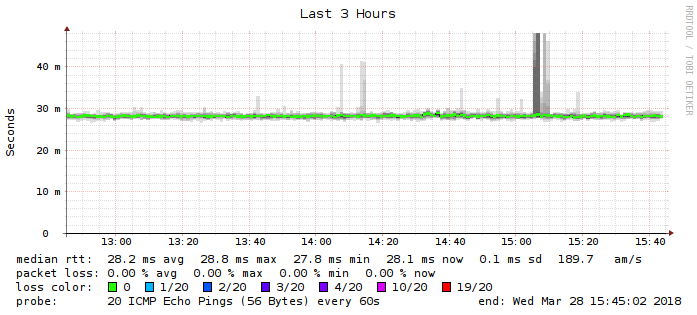 Last 3 Hours
RRDTOOL / TOBI OETIKER
Seconds
40 m
30 m
20 m
10 m
0
13:00 13:20 13:40 14:00 14:20 14:40 15:00 15:20 15:40
median rtt: 28.2 ms avg 28.8 ms max 27.8 ms min 28.1 ms now 0.1 ms sd 189.7 am/s
packet loss: 0.00 % avg 0.00 % max 0.00 % min 0.00 % now
loss color: 0 1/20 2/20 3/20 4/20 10/20 19/20
probe: 20 ICMP Echo Pings (56 Bytes) every 60s end: Wed Mar 28 15:45:02 2018